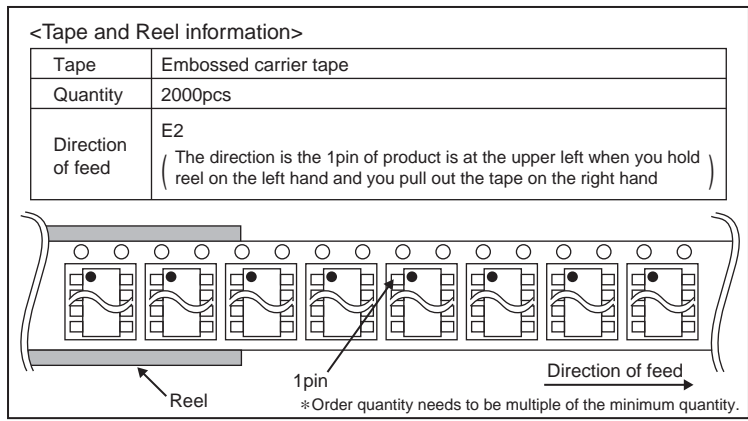 <Tape and Reel information>
Tape Embossed carrier tape
Quantity 2000pcs
Direction of feed E2
( The direction is the 1pin of product is at the upper left when you hold
reel on the left hand and you pull out the tape on the right hand )
1pin
Direction of feed
Reel
*Order quantity needs to be multiple of the minimum quantity.